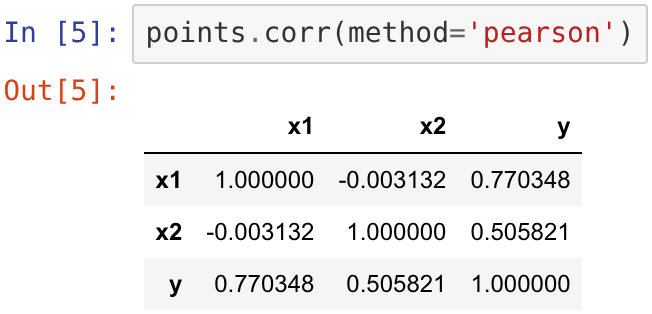 In [5]: points.corr(method='pearson')
Out[5]:
x1 x2 y
x1 1.000000 -0.003132 0.770348
x2 -0.003132 1.000000 0.505821
y 0.770348 0.505821 1.000000